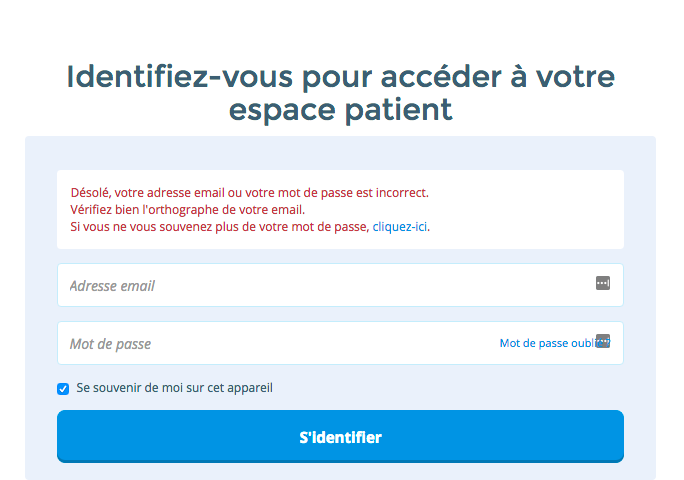 Identifiez-vous pour accéder à votre
espace patient
Désolé, votre adresse email ou votre mot de passe est incorrect.
Vérifiez bien l'orthographe de votre email.
Si vous ne vous souvenez plus de votre mot de passe, cliquez-ici.
Adresse email
Mot de passe
Mot de passe
Se souvenir de moi sur cet appareil
S'identifier